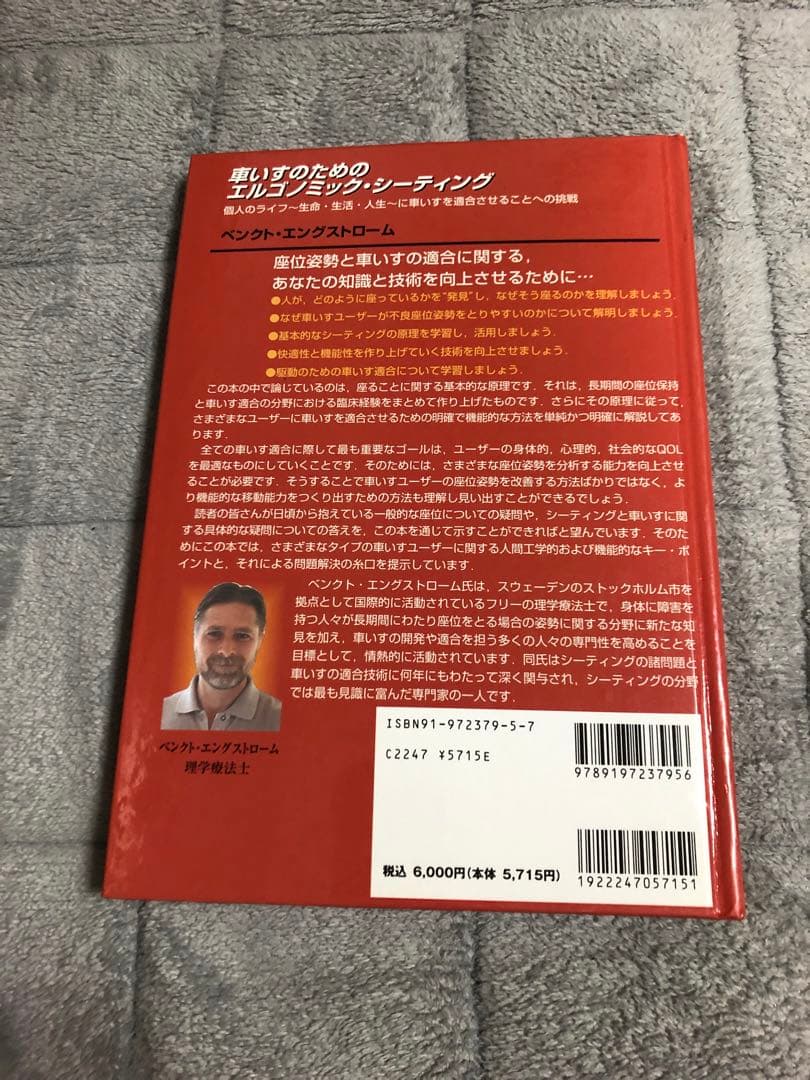 車いすのための
エルゴノミック・シーティング
個人のライフ～生命・生活・人生～に車いすを適合させることへの挑戦
ベンクト・エングストローム
座位姿勢と車いすの適合に関する，
あなたの知識と技術を向上させるために…
●人が，どのように座っているかを"発見"し，なぜそう座るのかを理解しましょう．
●なぜ車いすユーザーが不良座位姿勢をとりやすいのかについて解明しましょう．
●基本的なシーティングの原理を学習し，活用しましょう．
●快適性と機能性を作り上げていく技術を向上させましょう．
●駆動のための車いす適合について学習しましょう．
この本の中で論じているのは，座ることに関する基本的な原理です．それは，長期間の座位保持
と車いす適合の分野における臨床経験をまとめて作り上げたものです．さらにその原理に従って，
さまざまなユーザーに車いすを適合させるための明確で機能的な方法を単純かつ明確に解説してあ
ります．
全ての車いす適合に際して最も重要なゴールは，ユーザーの身体的，心理的，社会的なQOL
を最適なものにしていくことです．そのためには，さまざまな座位姿勢を分析する能力を向上させ
ることが必要です．そうすることで車いすユーザーの座位姿勢を改善する方法ばかりではなく，よ
り機能的な移動能力をつくり出すための方法も理解し見い出すことができるでしょう．
読者の皆さんが日頃から抱えている一般的な座位についての疑問や，シーティングと車いすに関
する具体的な疑問についての答えを，この本を通じて示すことができればと望んでいます．そのた
めにこの本では，さまざまなタイプの車いすユーザーに関する人間工学的および機能的なキー・ポ
イントと，それによる問題解決の糸口を提示しています．
ベンクト・エングストローム氏は，スウェーデンのストックホルム市を
拠点として国際的に活動されているフリーの理学療法士で，身体に障害を
持つ人々が長期間にわたり座位をとる場合の姿勢に関する分野に新たな知
見を加え，車いすの開発や適合を担う多くの人々の専門性を高めることを
目標として，情熱的に活動されています．同氏はシーティングの諸問題と
車いすの適合技術に何年にもわたって深く関与され，シーティングの分野
では最も見識に富んだ専門家の一人です．
ベンクト・エングストローム
理学療法士
ISBN91-972379-5-7
C2247 ¥5715E
9789197237956
税込 6,000円(本体 5,715円)
1922247057151